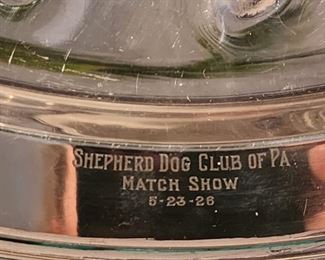 SHEPHERD DOG CLUB OF PA
MATCH SHOW
5-23-26